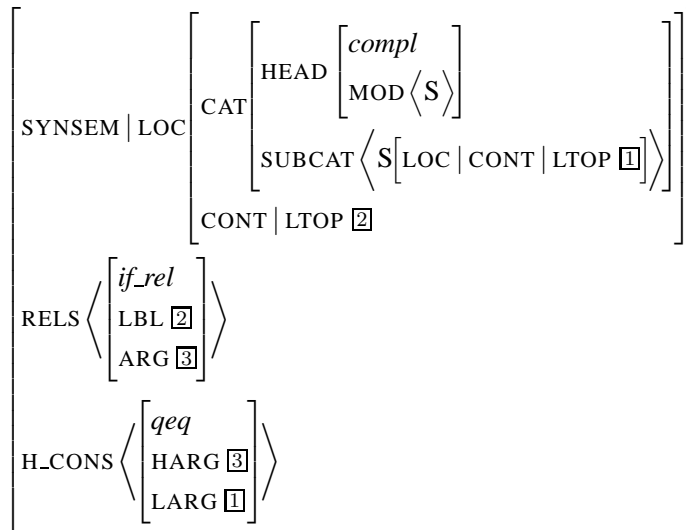 compl
HEAD
MOD ⟨S⟩
CAT
SYNSEM | LOC
SUBCAT ⟨S[LOC | CONT | LTOP 1]⟩
CONT | LTOP 2
if_rel
RELS ⟨LBL 2⟩
ARG 3
qeq
H_CONS ⟨HARG 3⟩
LARG 1